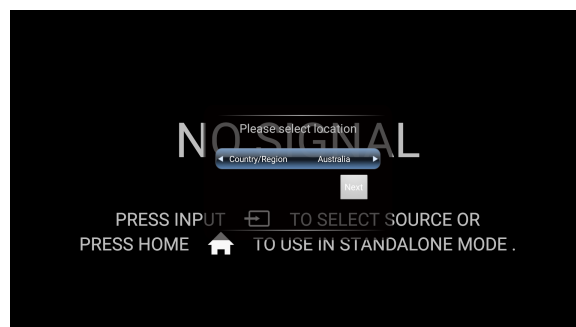 NO SIGNAL
Please select location
Country/Region Australia
Next
PRESS INPUT TO SELECT SOURCE OR
PRESS HOME TO USE IN STANDALONE MODE .